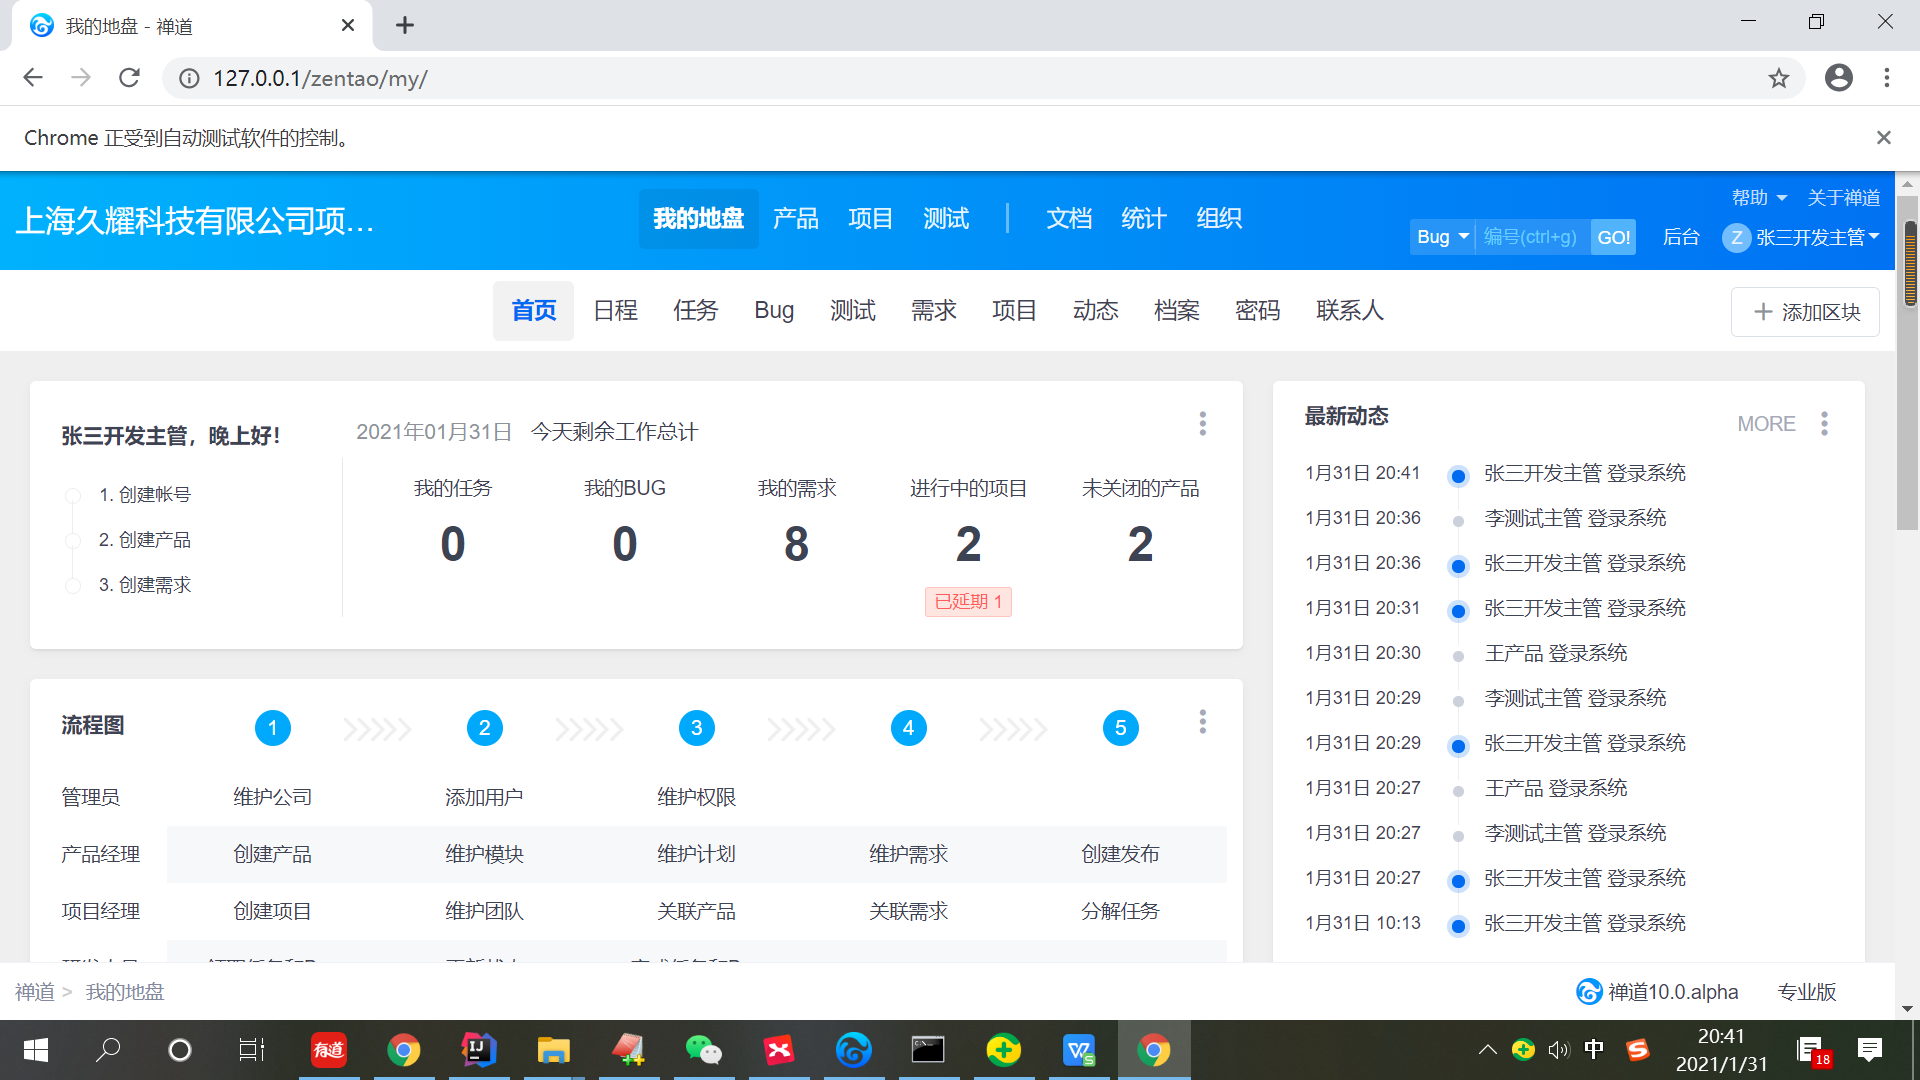 我的地盘 - 禅道
127.0.0.1/zentao/my/
Chrome 正受到自动测试软件的控制。
上海久耀科技有限公司项...
我的地盘 产品 项目 测试 文档 统计 组织
帮助 关于禅道
Bug 编号(ctrl+g) GO! 后台 Z 张三开发主管
首页 日程 任务 Bug 测试 需求 项目 动态 档案 密码 联系人
添加区块
张三开发主管，晚上好！
1. 创建帐号
2. 创建产品
3. 创建需求
2021年01月31日 今天剩余工作总计
我的任务 我的BUG 我的需求 进行中的项目 未关闭的产品
0 0 8 2 2
已延期 1
流程图 1 2 3 4 5
管理员 维护公司 添加用户 维护权限
产品经理 创建产品 维护模块 维护计划 维护需求 创建发布
项目经理 创建项目 维护团队 关联产品 关联需求 分解任务
最新动态 MORE
1月31日 20:41 张三开发主管 登录系统
1月31日 20:36 李测试主管 登录系统
1月31日 20:36 张三开发主管 登录系统
1月31日 20:31 张三开发主管 登录系统
1月31日 20:30 王产品 登录系统
1月31日 20:29 李测试主管 登录系统
1月31日 20:29 张三开发主管 登录系统
1月31日 20:27 王产品 登录系统
1月31日 20:27 李测试主管 登录系统
1月31日 20:27 张三开发主管 登录系统
1月31日 10:13 张三开发主管 登录系统
禅道 > 我的地盘
禅道10.0.alpha 专业版
有道
中
20:41
2021/1/31
18